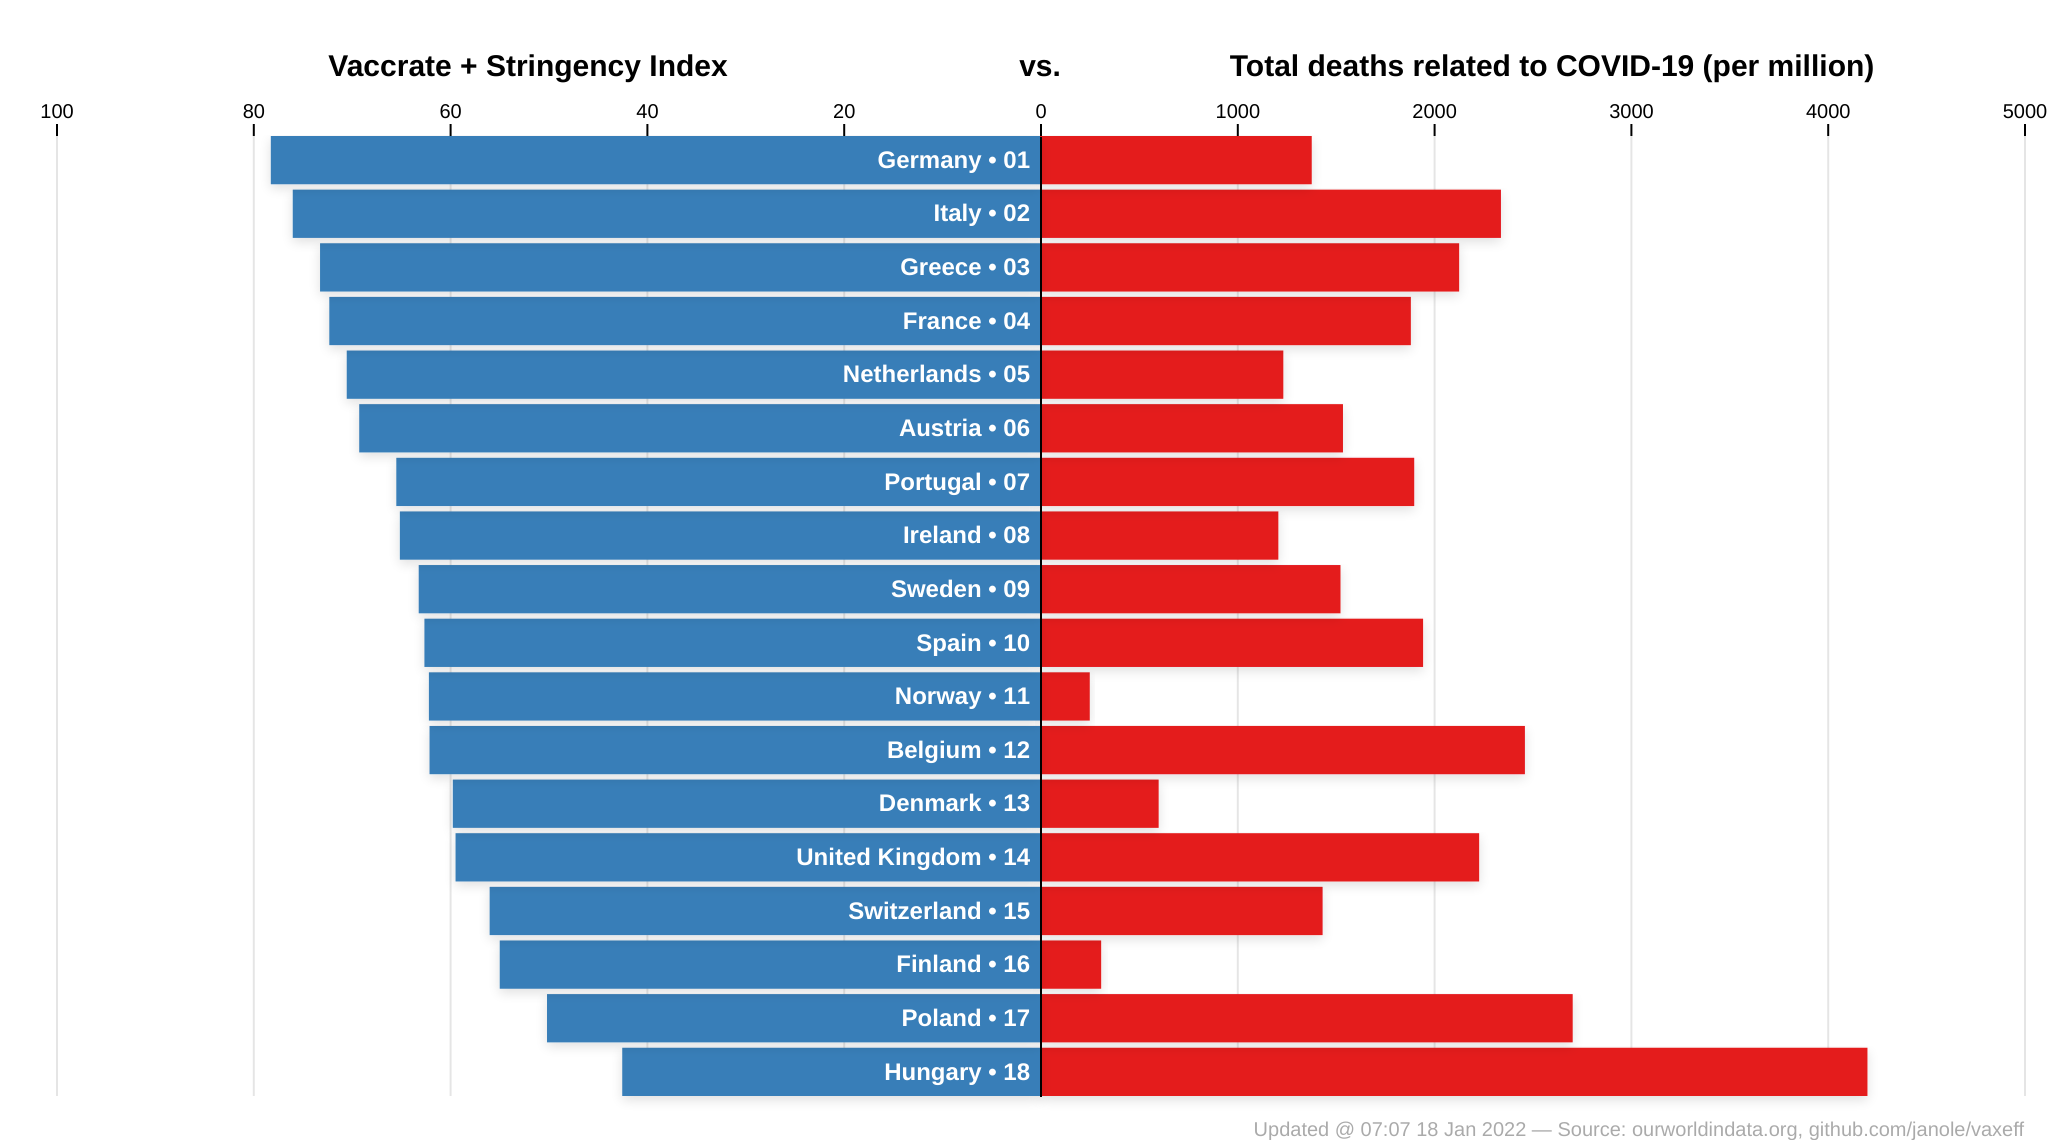 Vaccrate + Stringency Index vs. Total deaths related to COVID-19 (per million)
100 80 60 40 20 0 1000 2000 3000 4000 5000
Germany • 01
Italy • 02
Greece • 03
France • 04
Netherlands • 05
Austria • 06
Portugal • 07
Ireland • 08
Sweden • 09
Spain • 10
Norway • 11
Belgium • 12
Denmark • 13
United Kingdom • 14
Switzerland • 15
Finland • 16
Poland • 17
Hungary • 18
Updated @ 07:07 18 Jan 2022 — Source: ourworldindata.org, github.com/janole/vaxeff